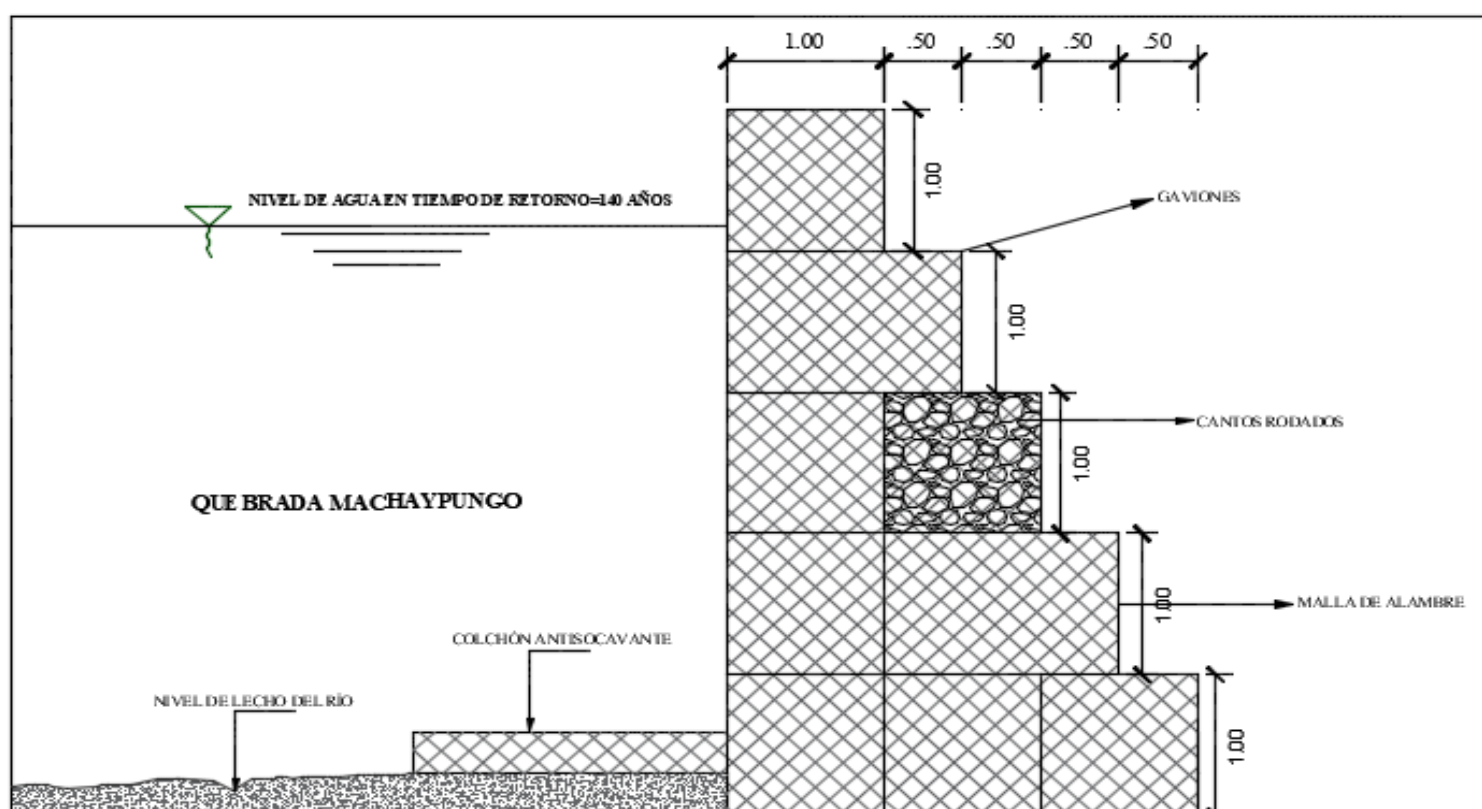 1.00 .50 .50 .50 .50
NIVEL DE AGUA EN TIEMPO DE RETORNO=140 AÑOS
1.00
GAVIONES
1.00
CANTOS RODADOS
1.00
QUEBRADA MACHAYPUNGO
MALLA DE ALAMBRE
1.00
COLCHÓN ANTISOCAVANTE
NIVEL DE LECHO DEL RÍO
1.00